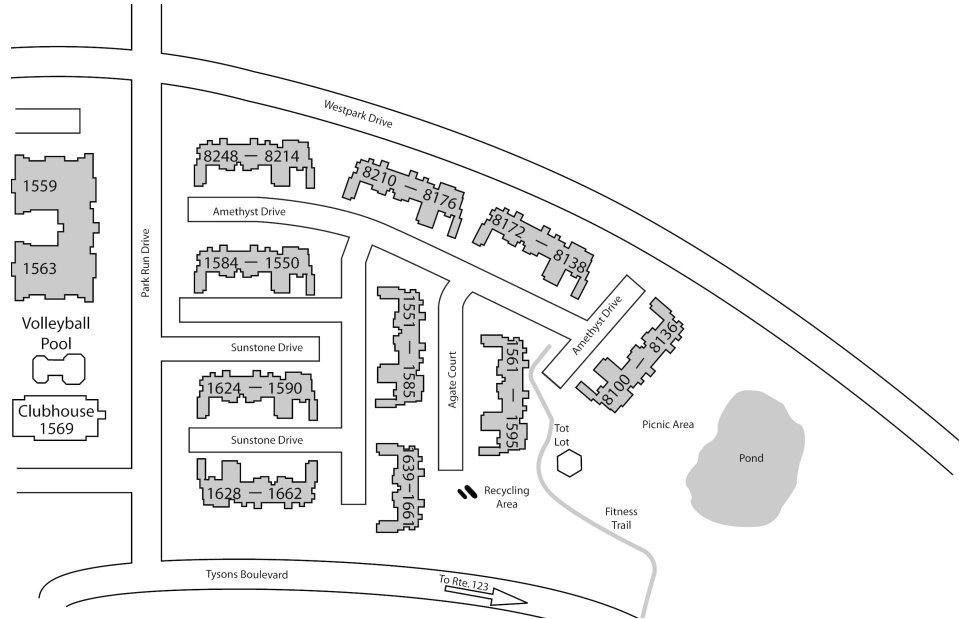 Westpark Drive
8248 — 8214
8210 — 8176
1559
Amethyst Drive
8172 — 8138
Park Run Drive
1563
1584 — 1550
1551 — 1585
Amethyst Drive
8100 — 8136
Volleyball
Pool
Sunstone Drive
Agate Court
1561 — 1595
1624 — 1590
Clubhouse
1569
Picnic Area
Tot
Lot
Sunstone Drive
Pond
1628 — 1662
639—1661
Recycling
Area
Fitness
Trail
Tysons Boulevard
To Rte. 123